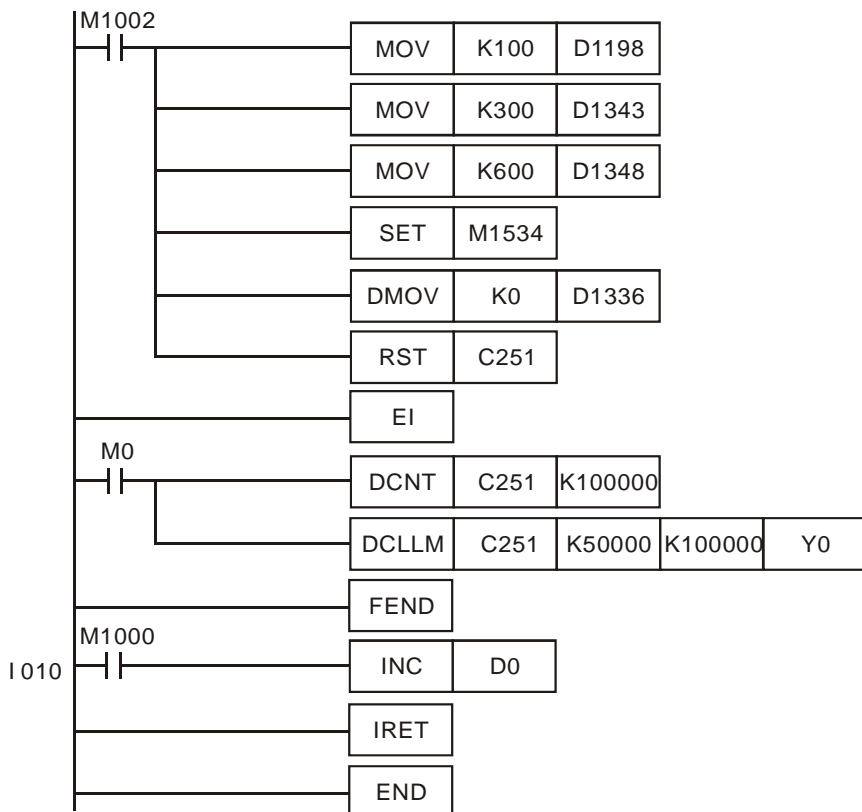 M1002
MOV K100 D1198
MOV K300 D1343
MOV K600 D1348
SET M1534
DMOV K0 D1336
RST C251
EI
M0
DCNT C251 K100000
DCLLM C251 K50000 K100000 Y0
FEND
M1000
I010 INC D0
IRET
END